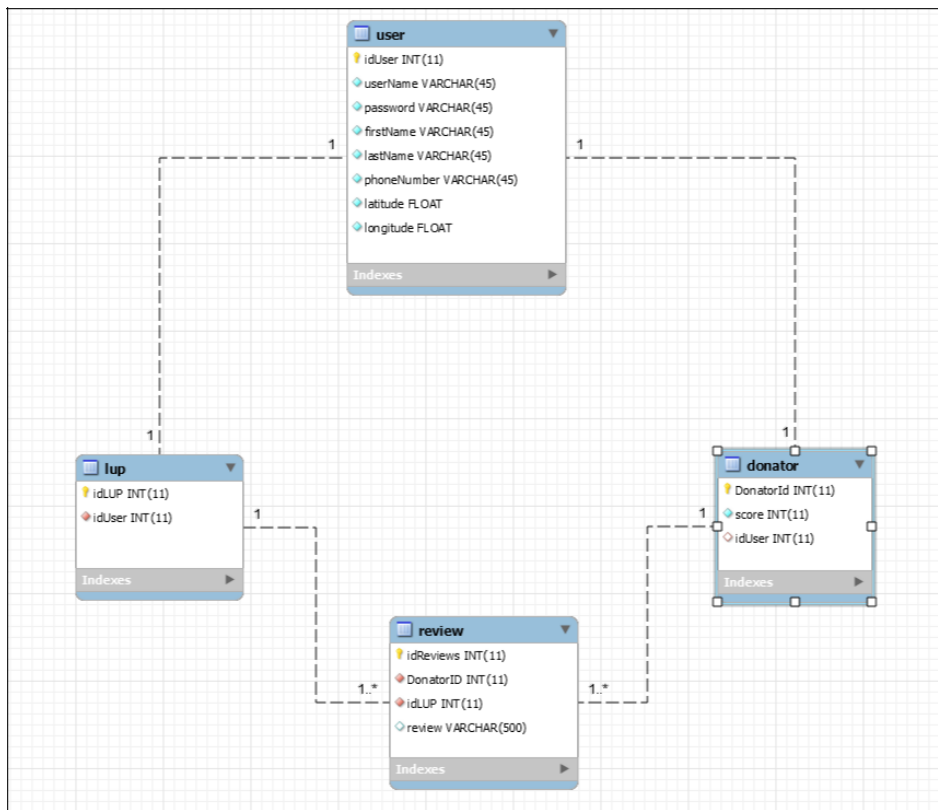 user
idUser INT(11)
userName VARCHAR(45)
password VARCHAR(45)
firstName VARCHAR(45)
lastName VARCHAR(45)
phoneNumber VARCHAR(45)
latitude FLOAT
longitude FLOAT
Indexes
1
1
1
1
lup
idLUP INT(11)
idUser INT(11)
Indexes
donator
DonatorId INT(11)
score INT(11)
idUser INT(11)
Indexes
1
1
review
idReviews INT(11)
DonatorID INT(11)
idLUP INT(11)
review VARCHAR(500)
Indexes
1..*
1..*